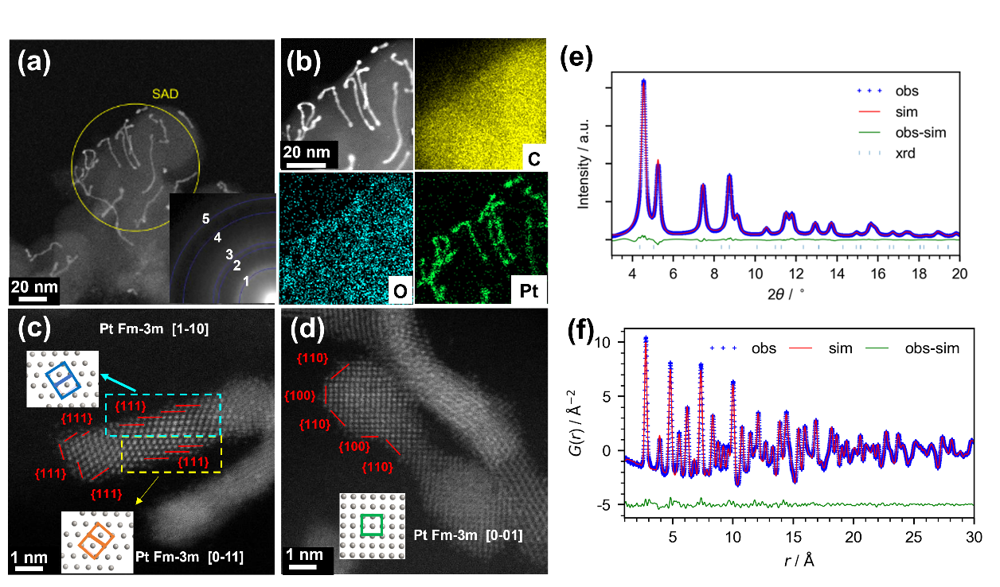 (a)
SAD
5
4
3
2
1
20 nm
(b)
20 nm
C
O
Pt
(c)
Pt Fm-3m [1-10]
{111}
{111}
{111}
{111}
{111}
1 nm
Pt Fm-3m [0-11]
(d)
{110}
{100}
{110}
{100}
{110}
1 nm
Pt Fm-3m [0-01]
(e)
Intensity / a.u.
obs
sim
obs-sim
xrd
4 6 8 10 12 14 16 18 20
2θ / °
(f)
G(r) / Å⁻²
obs sim obs-sim
10
5
0
-5
5 10 15 20 25 30
r / Å